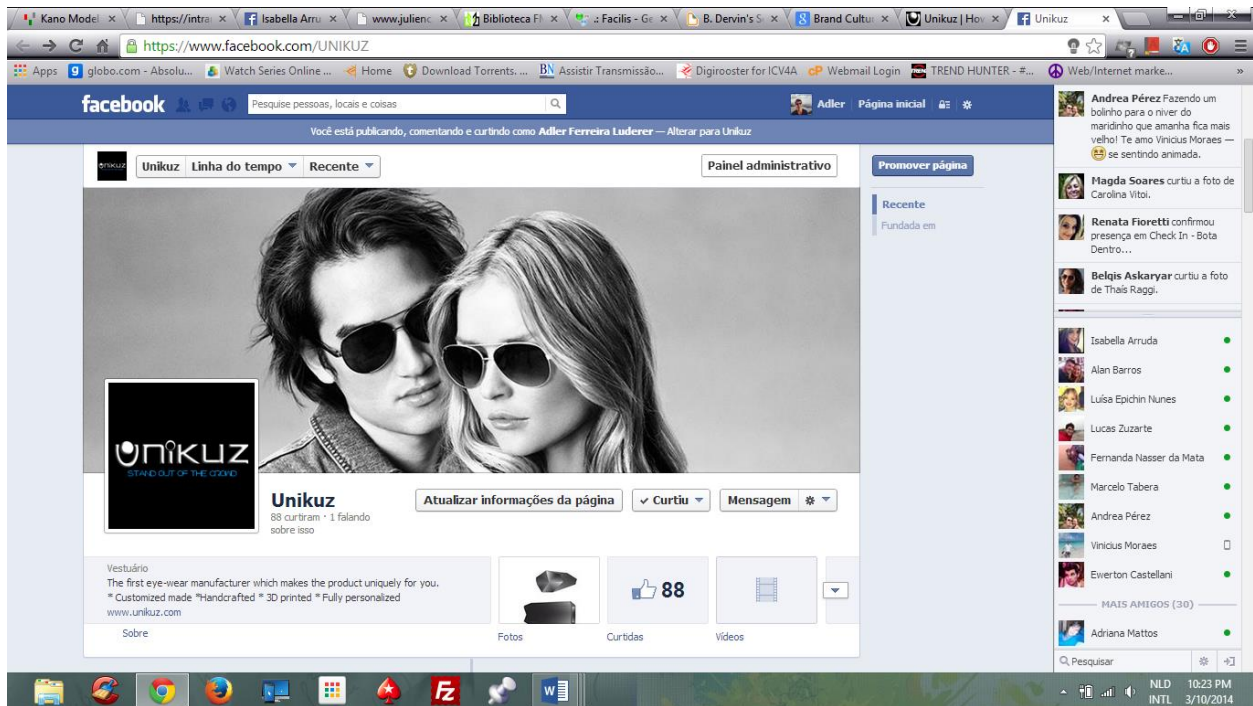 Kano Model
https://intra
Isabella Arru
www.julienc
Biblioteca FN
.: Facilis - Ge
B. Dervin's S
Brand Cultu
Unikuz | Hov
Unikuz
https://www.facebook.com/UNIKUZ
Apps
globo.com - Absolu...
Watch Series Online ...
Home
Download Torrents. ...
Assistir Transmissão...
Digirooster for ICV4A
Webmail Login
TREND HUNTER - #...
Web/Internet marke...
»
facebook
Pesquise pessoas, locais e coisas
Adler
Página inicial
Você está publicando, comentando e curtindo como Adler Ferreira Luderer — Alterar para Unikuz
Unikuz
Linha do tempo
Recente
Painel administrativo
Promover página
Recente
Fundada em
UNIKUZ
STAND OUT OF THE CROWD
Unikuz
88 curtiram · 1 falando
sobre isso
Atualizar informações da página
✓ Curtiu
Mensagem
Vestuário
The first eye-wear manufacturer which makes the product uniquely for you.
* Customized made *Handcrafted * 3D printed * Fully personalized
www.unikuz.com
Sobre
88
Fotos
Curtidas
Vídeos
Andrea Pérez Fazendo um
bolinho para o niver do
maridinho que amanha fica mais
velho! Te amo Vinicius Moraes —
se sentindo animada.
Magda Soares curtiu a foto de
Carolina Vitoi.
Renata Fioretti confirmou
presença em Check In - Bota
Dentro...
Belqis Askaryar curtiu a foto
de Thaís Raggi.
Isabella Arruda
Alan Barros
Luísa Epichin Nunes
Lucas Zuzarte
Fernanda Nasser da Mata
Marcelo Tabera
Andrea Pérez
Vinicius Moraes
Ewerton Castellani
MAIS AMIGOS (30)
Adriana Mattos
Pesquisar
NLD
INTL
10:23 PM
3/10/2014